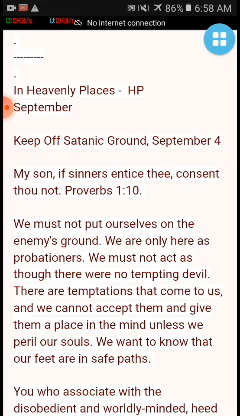 0:0KB/s U:0KB/s 86% 6:58 AM
No internet connection
.
---------
.
In Heavenly Places - HP
September
Keep Off Satanic Ground, September 4
My son, if sinners entice thee, consent
thou not. Proverbs 1:10.
We must not put ourselves on the
enemy's ground. We are only here as
probationers. We must not act as
though there were no tempting devil.
There are temptations that come to us,
and we cannot accept them and give
them a place in the mind unless we
peril our souls. We want to know that
our feet are in safe paths.
You who associate with the
disobedient and worldly-minded, heed